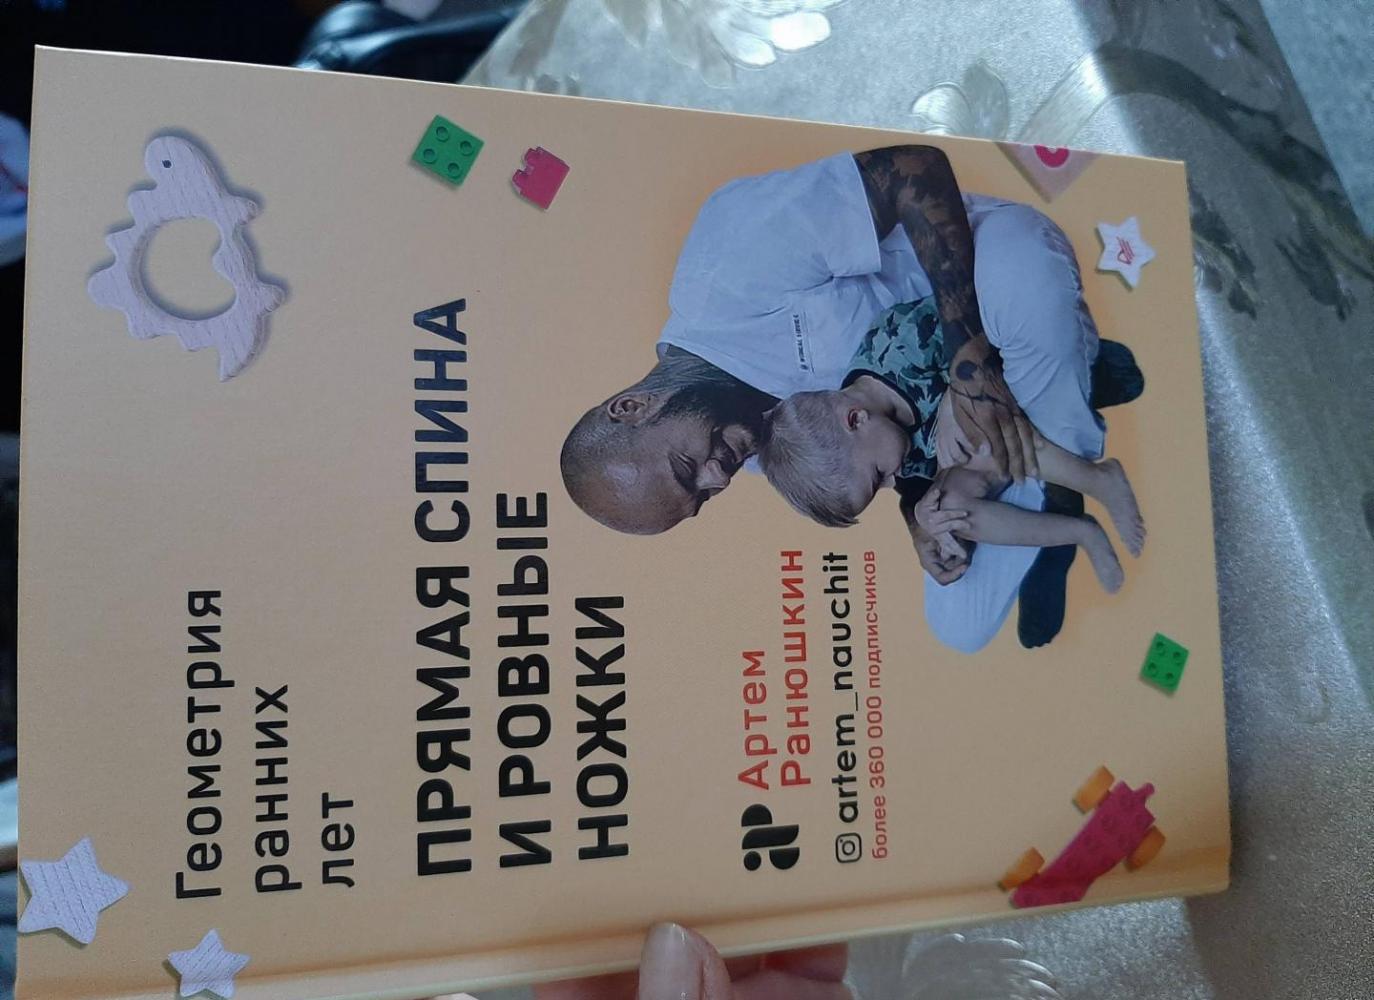 Геометрия
ранних
лет
ПРЯМАЯ СПИНА
И РОВНЫЕ
НОЖКИ
Артем
Ранюшкин
artem_nauchit
более 360 000 подписчиков